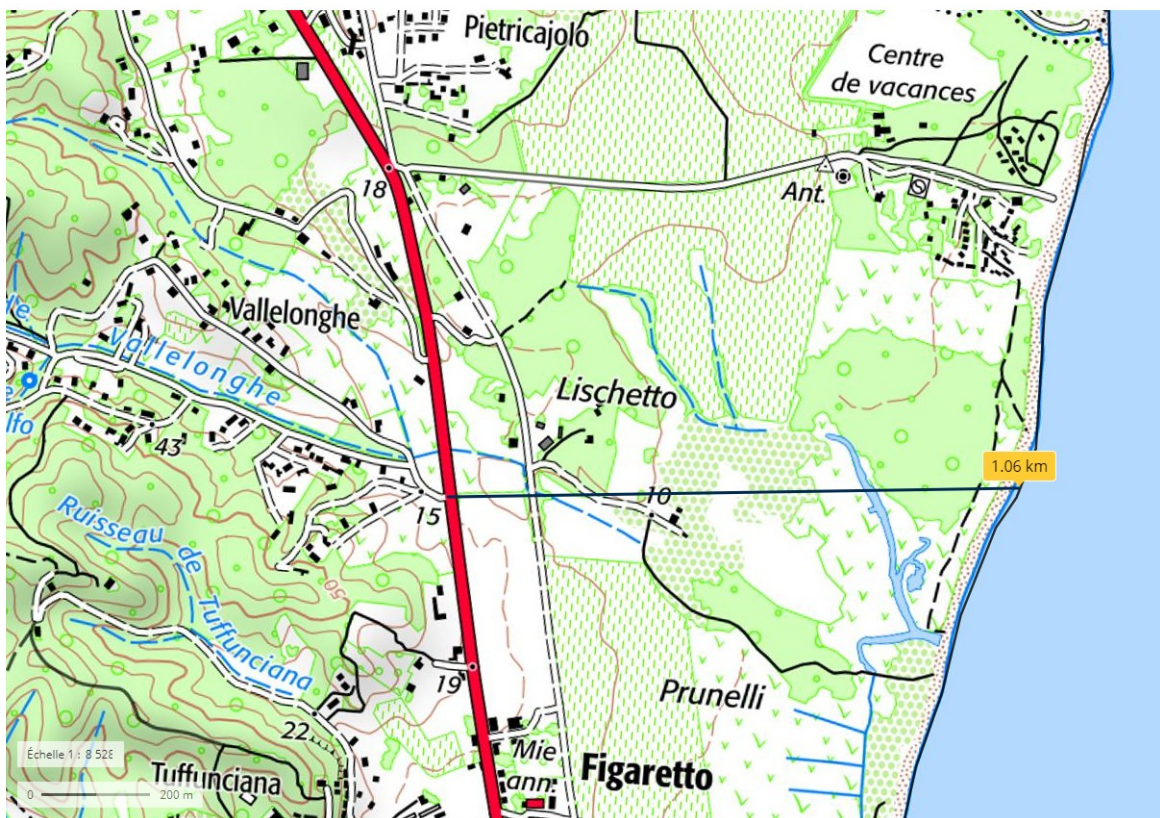 Pietricajolo
Centre
de vacances
18
Ant.
Vallelonghe
Vallelonghe
Lischetto
43
1.06 km
10
15
Ruisseau de Tuffunciana
50
19
Prunelli
22
Mie
ann.
Figaretto
Tuffunciana
Échelle 1 : 8 528
0 200 m